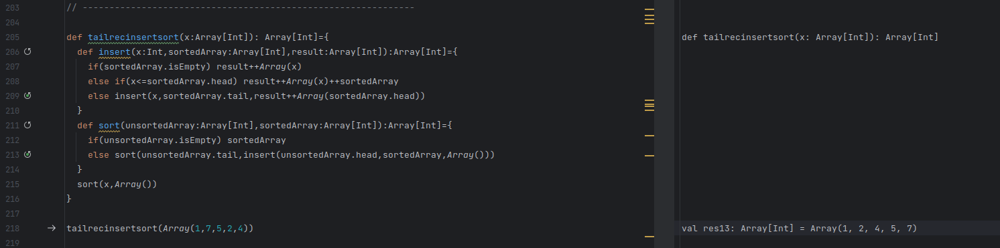 203 // --------------------------------------------------------------
204
205 def tailrecinsertsort(x:Array[Int]): Array[Int]={ def tailrecinsertsort(x: Array[Int]): Array[Int]
206 def insert(x:Int,sortedArray:Array[Int],result:Array[Int]):Array[Int]={
207 if(sortedArray.isEmpty) result++Array(x)
208 else if(x<=sortedArray.head) result++Array(x)++sortedArray
209 else insert(x,sortedArray.tail,result++Array(sortedArray.head))
210 }
211 def sort(unsortedArray:Array[Int],sortedArray:Array[Int]):Array[Int]={
212 if(unsortedArray.isEmpty) sortedArray
213 else sort(unsortedArray.tail,insert(unsortedArray.head,sortedArray,Array()))
214 }
215 sort(x,Array())
216 }
217
218 tailrecinsertsort(Array(1,7,5,2,4)) val res13: Array[Int] = Array(1, 2, 4, 5, 7)
219